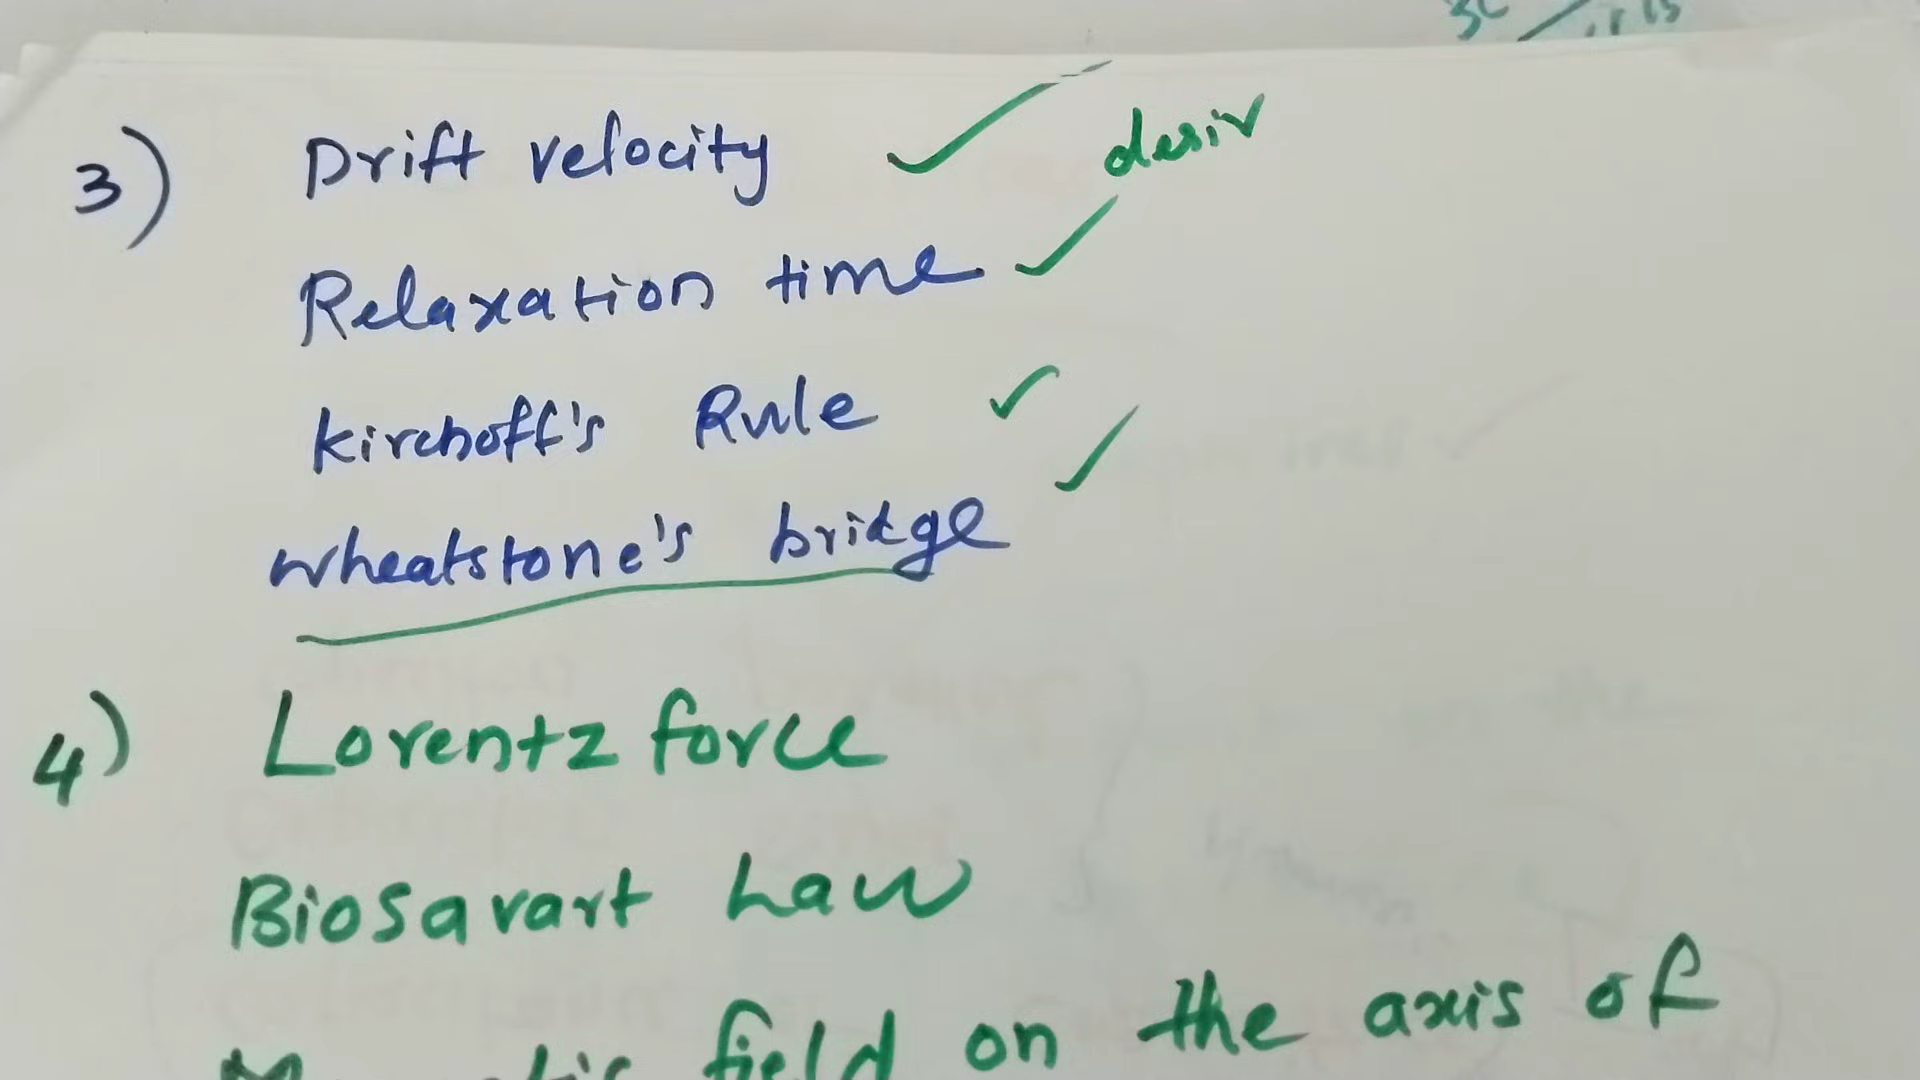 3) Drift velocity ✓ desiv
Relaxation time ✓
Kirchoff's Rule ✓
Wheatstone's bridge ✓
4) Lorentz force
BioSavart Law
field on the axis of